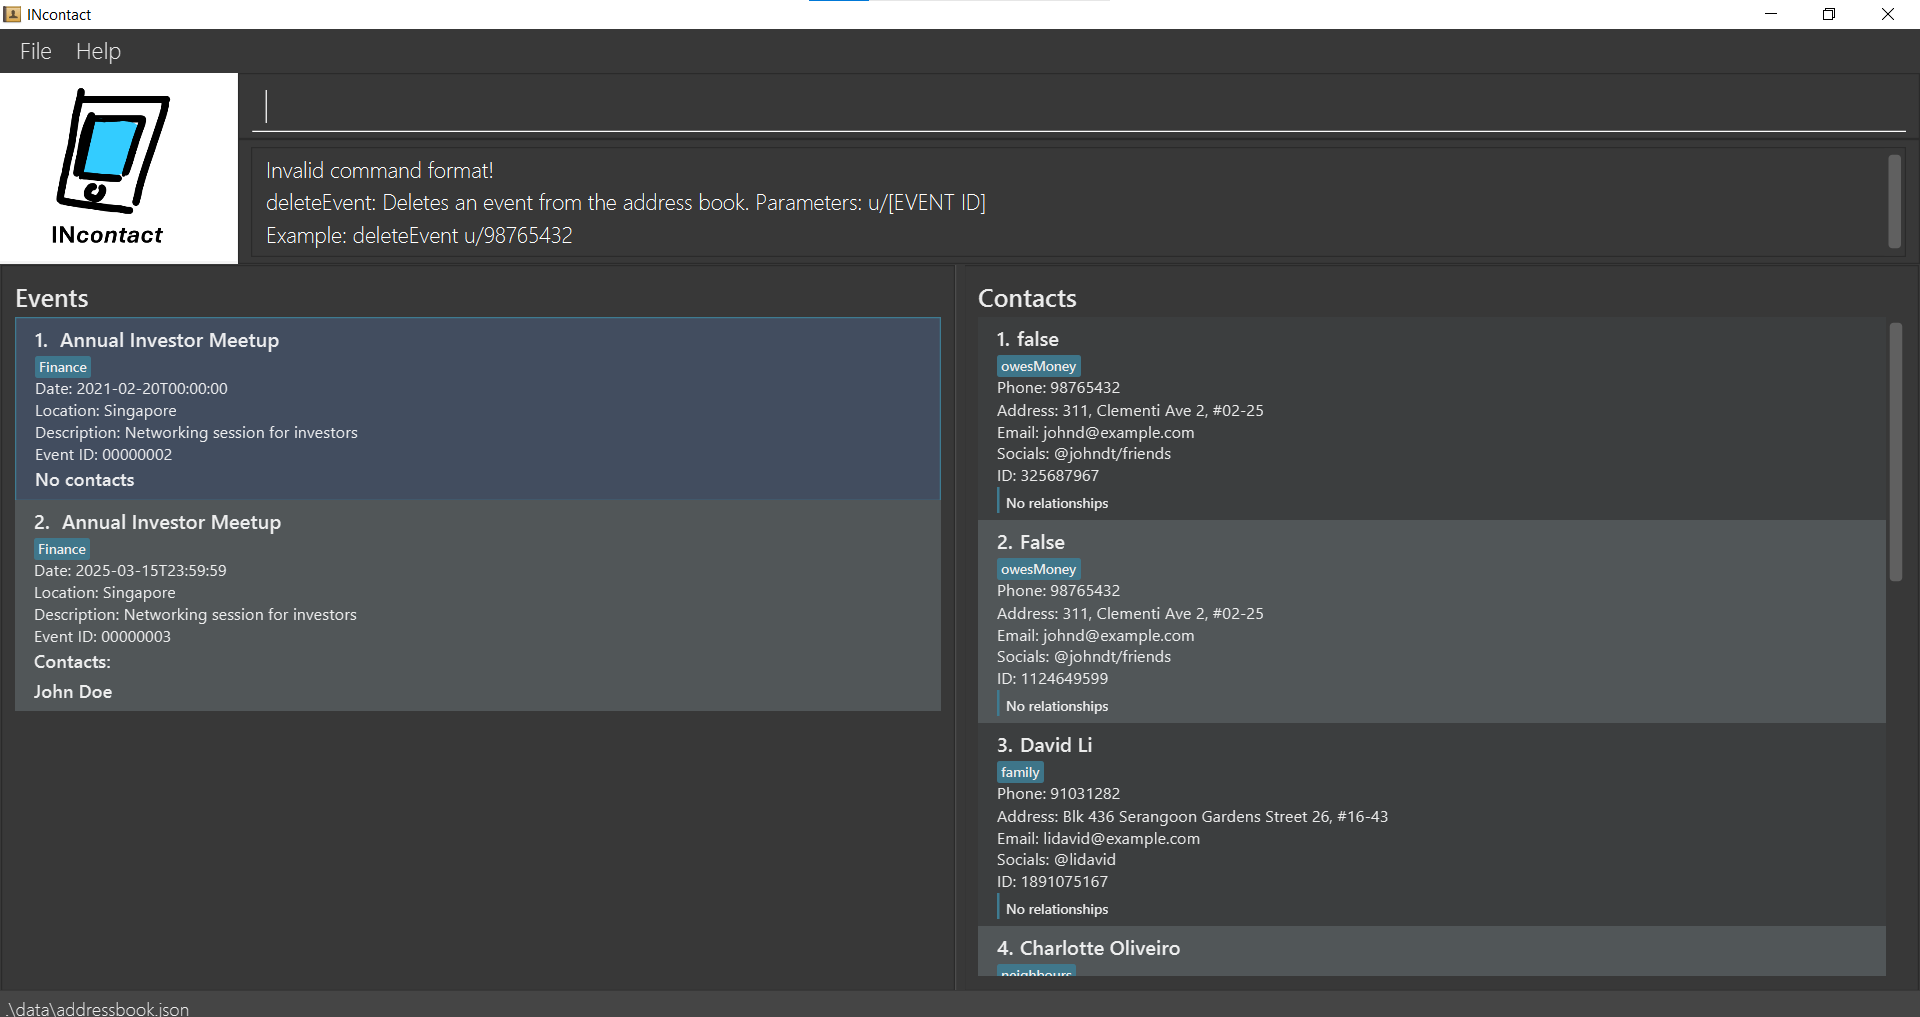 INcontact
File Help
INcontact
Invalid command format!
deleteEvent: Deletes an event from the address book. Parameters: u/[EVENT ID]
Example: deleteEvent u/98765432
Events
1. Annual Investor Meetup
Finance
Date: 2021-02-20T00:00:00
Location: Singapore
Description: Networking session for investors
Event ID: 00000002
No contacts
2. Annual Investor Meetup
Finance
Date: 2025-03-15T23:59:59
Location: Singapore
Description: Networking session for investors
Event ID: 00000003
Contacts:
John Doe
Contacts
1. false
owesMoney
Phone: 98765432
Address: 311, Clementi Ave 2, #02-25
Email: johnd@example.com
Socials: @johndt/friends
ID: 325687967
No relationships
2. False
owesMoney
Phone: 98765432
Address: 311, Clementi Ave 2, #02-25
Email: johnd@example.com
Socials: @johndt/friends
ID: 1124649599
No relationships
3. David Li
family
Phone: 91031282
Address: Blk 436 Serangoon Gardens Street 26, #16-43
Email: lidavid@example.com
Socials: @lidavid
ID: 1891075167
No relationships
4. Charlotte Oliveiro
neighbours
.\data\addressbook.json